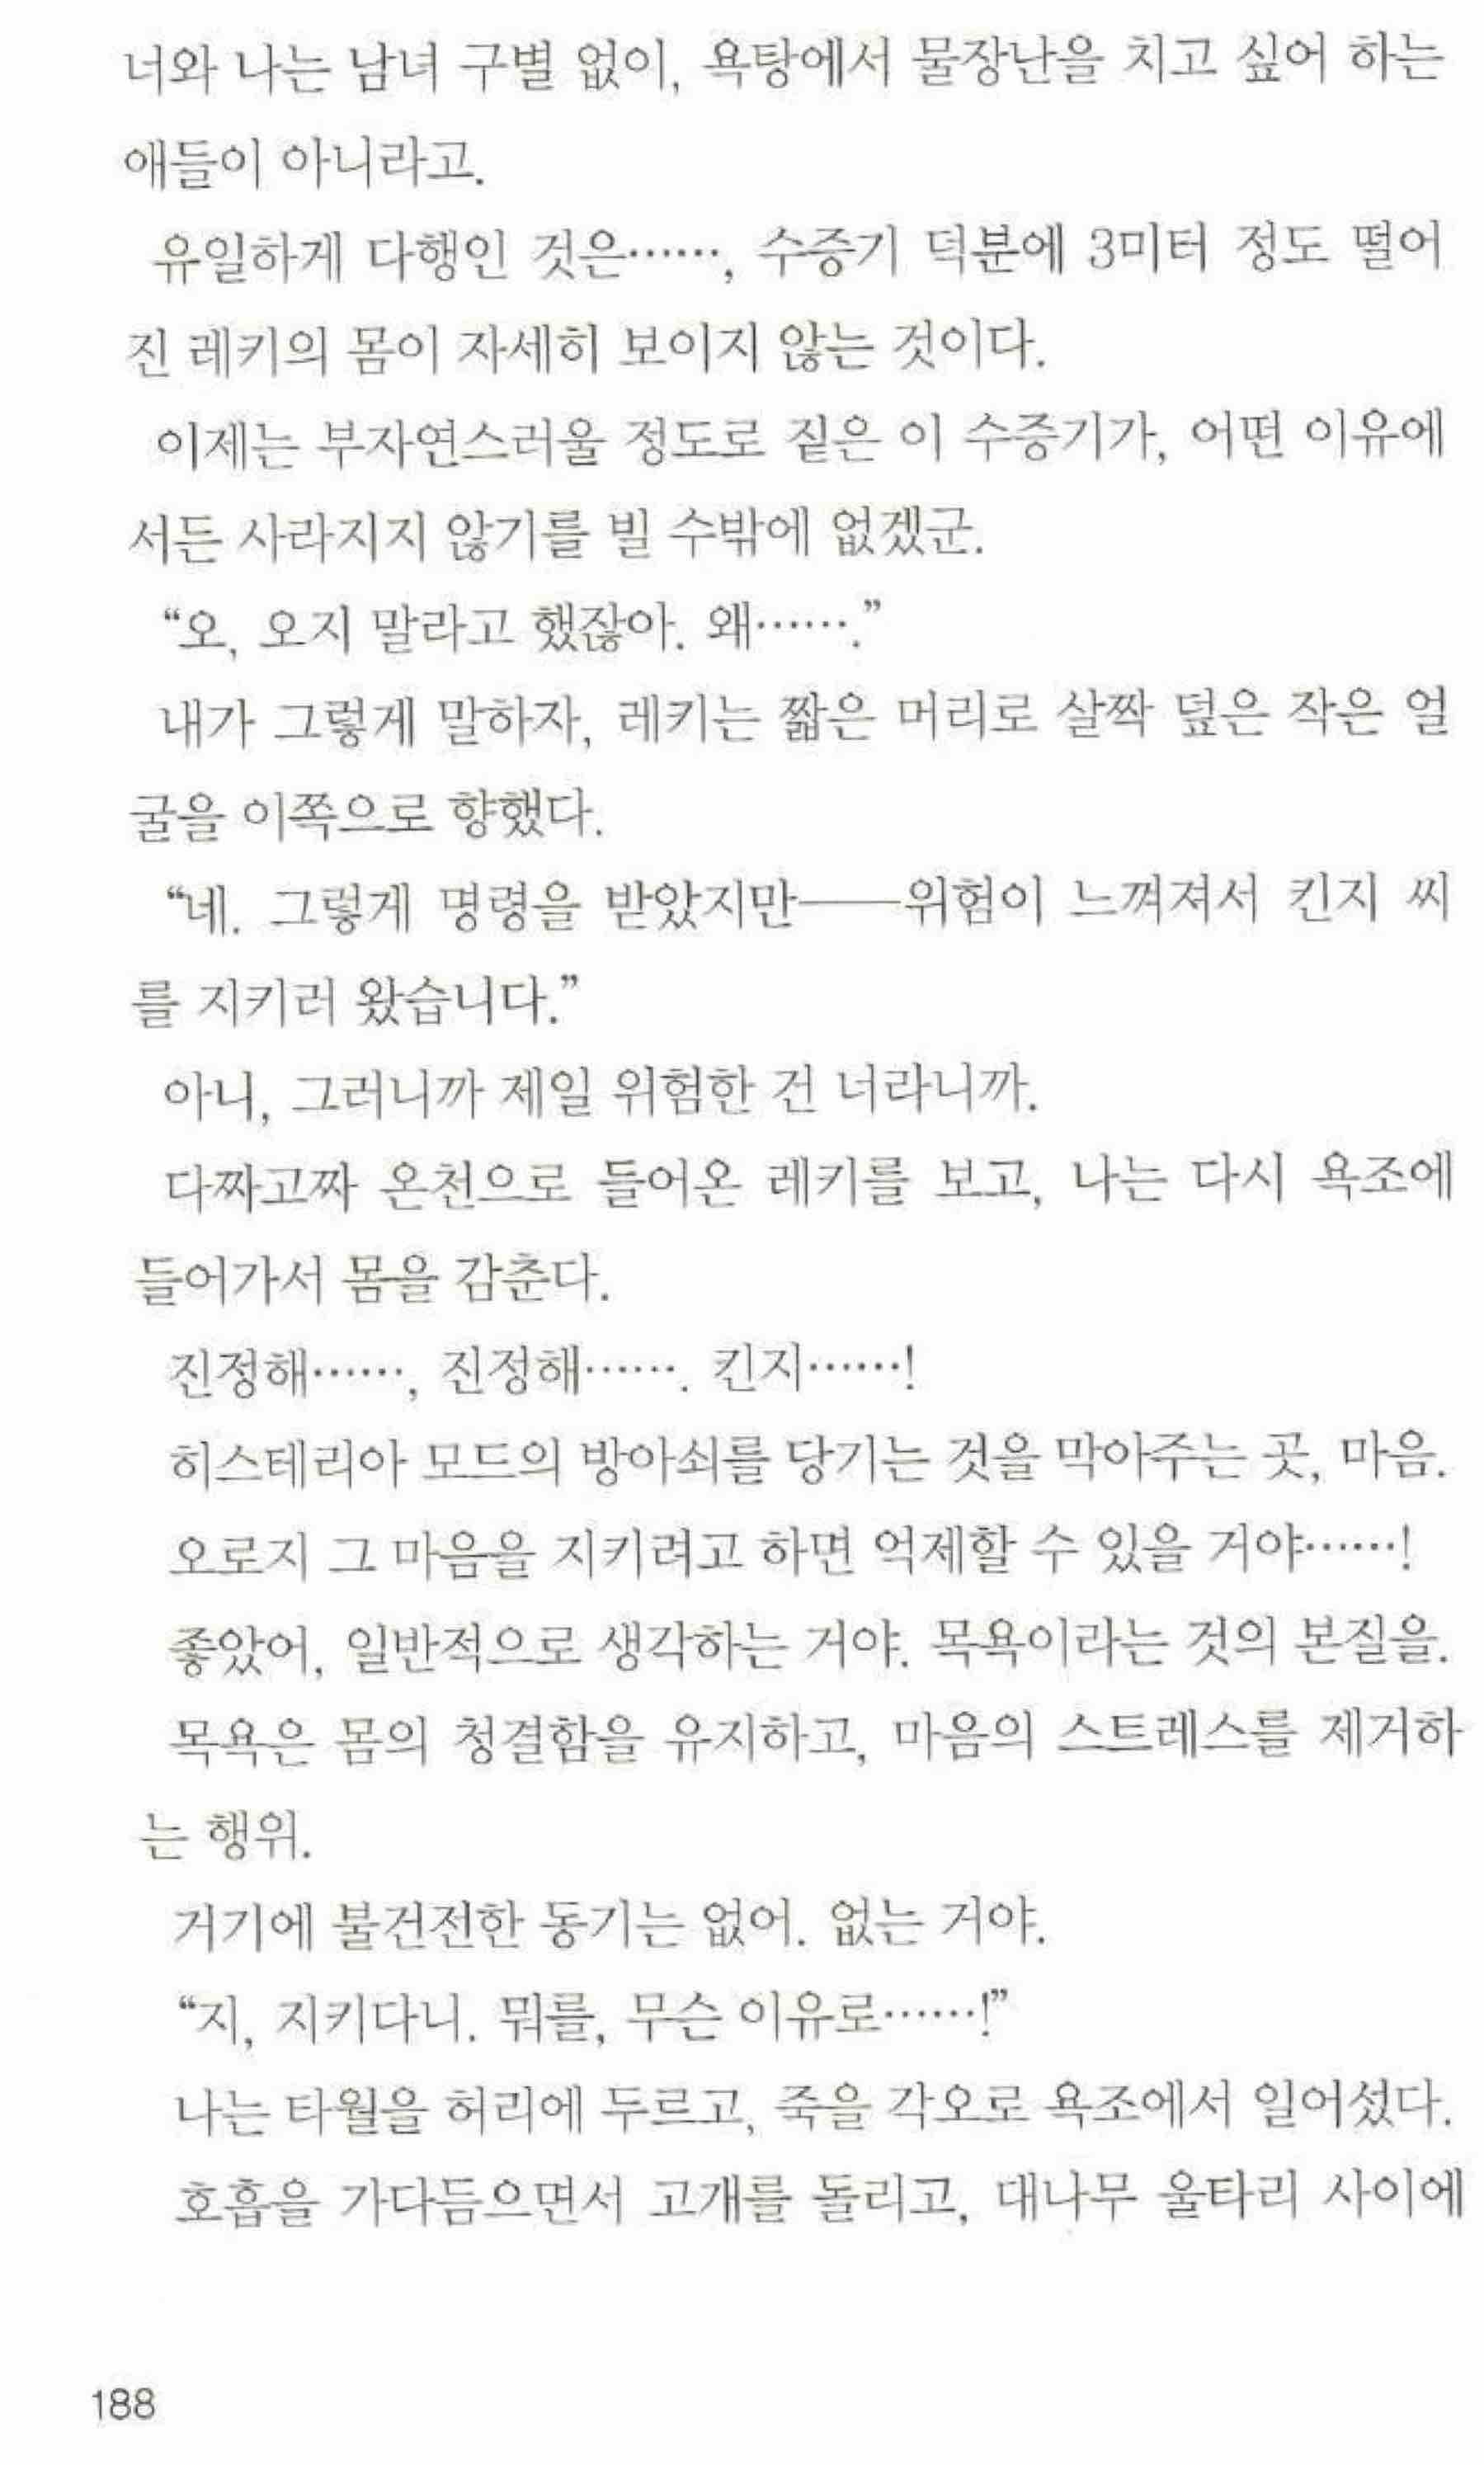 너와 나는 남녀 구별 없이, 욕탕에서 물장난을 치고 싶어 하는
애들이 아니라고.
유일하게 다행인 것은……, 수증기 덕분에 3미터 정도 떨어
진 레키의 몸이 자세히 보이지 않는 것이다.
이제는 부자연스러울 정도로 짙은 이 수증기가, 어떤 이유에
서든 사라지지 않기를 빌 수밖에 없겠군.
“오, 오지 말라고 했잖아. 왜…….”
내가 그렇게 말하자, 레키는 짧은 머리로 살짝 덮은 작은 얼
굴을 이쪽으로 향했다.
“네. 그렇게 명령을 받았지만──위험이 느껴져서 킨지 씨
를 지키러 왔습니다.”
아니, 그러니까 제일 위험한 건 너라니까.
다짜고짜 온천으로 들어온 레키를 보고, 나는 다시 욕조에
들어가서 몸을 감춘다.
진정해……, 진정해……. 킨지……!
히스테리아 모드의 방아쇠를 당기는 것을 막아주는 곳, 마음.
오로지 그 마음을 지키려고 하면 억제할 수 있을 거야……!
좋았어, 일반적으로 생각하는 거야. 목욕이라는 것의 본질을.
목욕은 몸의 청결함을 유지하고, 마음의 스트레스를 제거하
는 행위.
거기에 불건전한 동기는 없어. 없는 거야.
“지, 지키다니. 뭐를, 무슨 이유로……!”
나는 타월을 허리에 두르고, 죽을 각오로 욕조에서 일어섰다.
호흡을 가다듬으면서 고개를 돌리고, 대나무 울타리 사이에
188